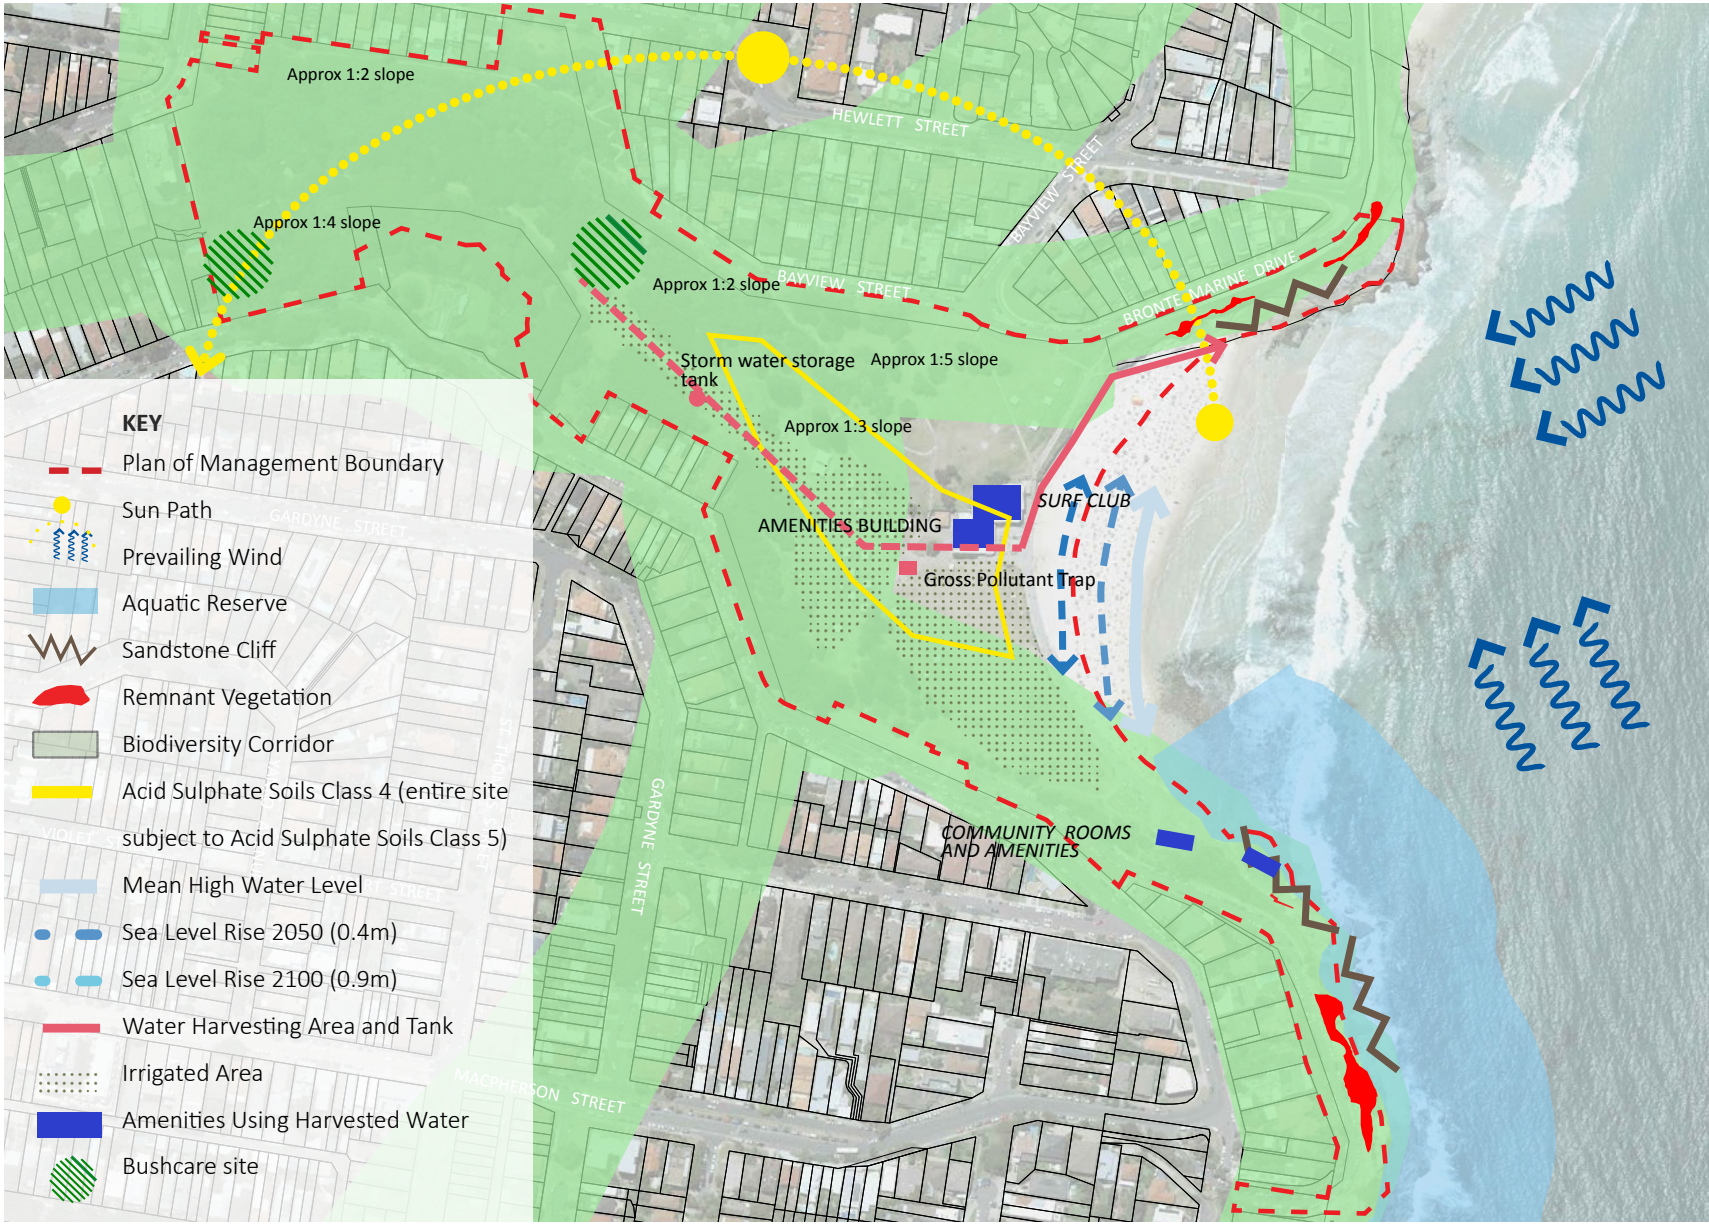 Approx 1:2 slope
HEWLETT STREET
BAYVIEW STREET
Approx 1:4 slope
Approx 1:2 slope
BAYVIEW STREET
BRONTE MARINE DRIVE
Storm water storage
tank
Approx 1:5 slope
Approx 1:3 slope
SURF CLUB
AMENITIES BUILDING
Gross Pollutant Trap
COMMUNITY ROOMS
AND AMENITIES
GARDYNE STREET
MACPHERSON STREET
GARDYNE STREET
KEY
Plan of Management Boundary
Sun Path
Prevailing Wind
Aquatic Reserve
Sandstone Cliff
Remnant Vegetation
Biodiversity Corridor
Acid Sulphate Soils Class 4 (entire site
subject to Acid Sulphate Soils Class 5)
Mean High Water Level
Sea Level Rise 2050 (0.4m)
Sea Level Rise 2100 (0.9m)
Water Harvesting Area and Tank
Irrigated Area
Amenities Using Harvested Water
Bushcare site